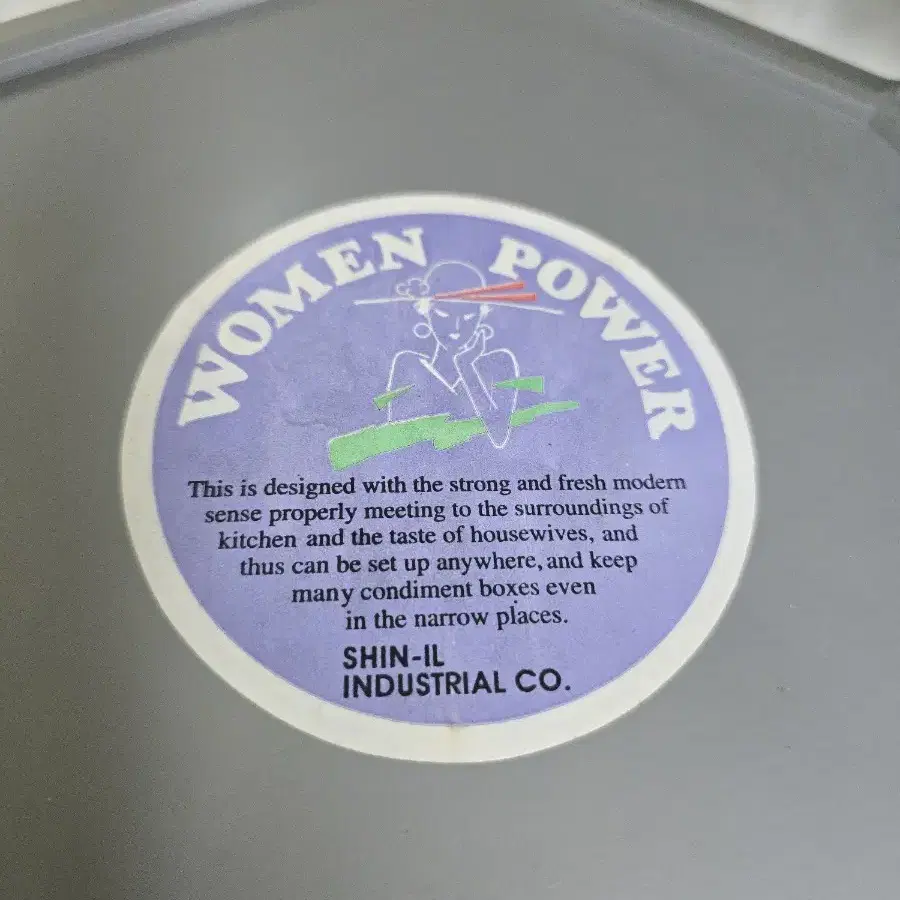 WOMEN POWER
This is designed with the strong and fresh modern
sense properly meeting to the surroundings of
kitchen and the taste of housewives, and
thus can be set up anywhere, and keep
many condiment boxes even
in the narrow places.
SHIN-IL
INDUSTRIAL CO.